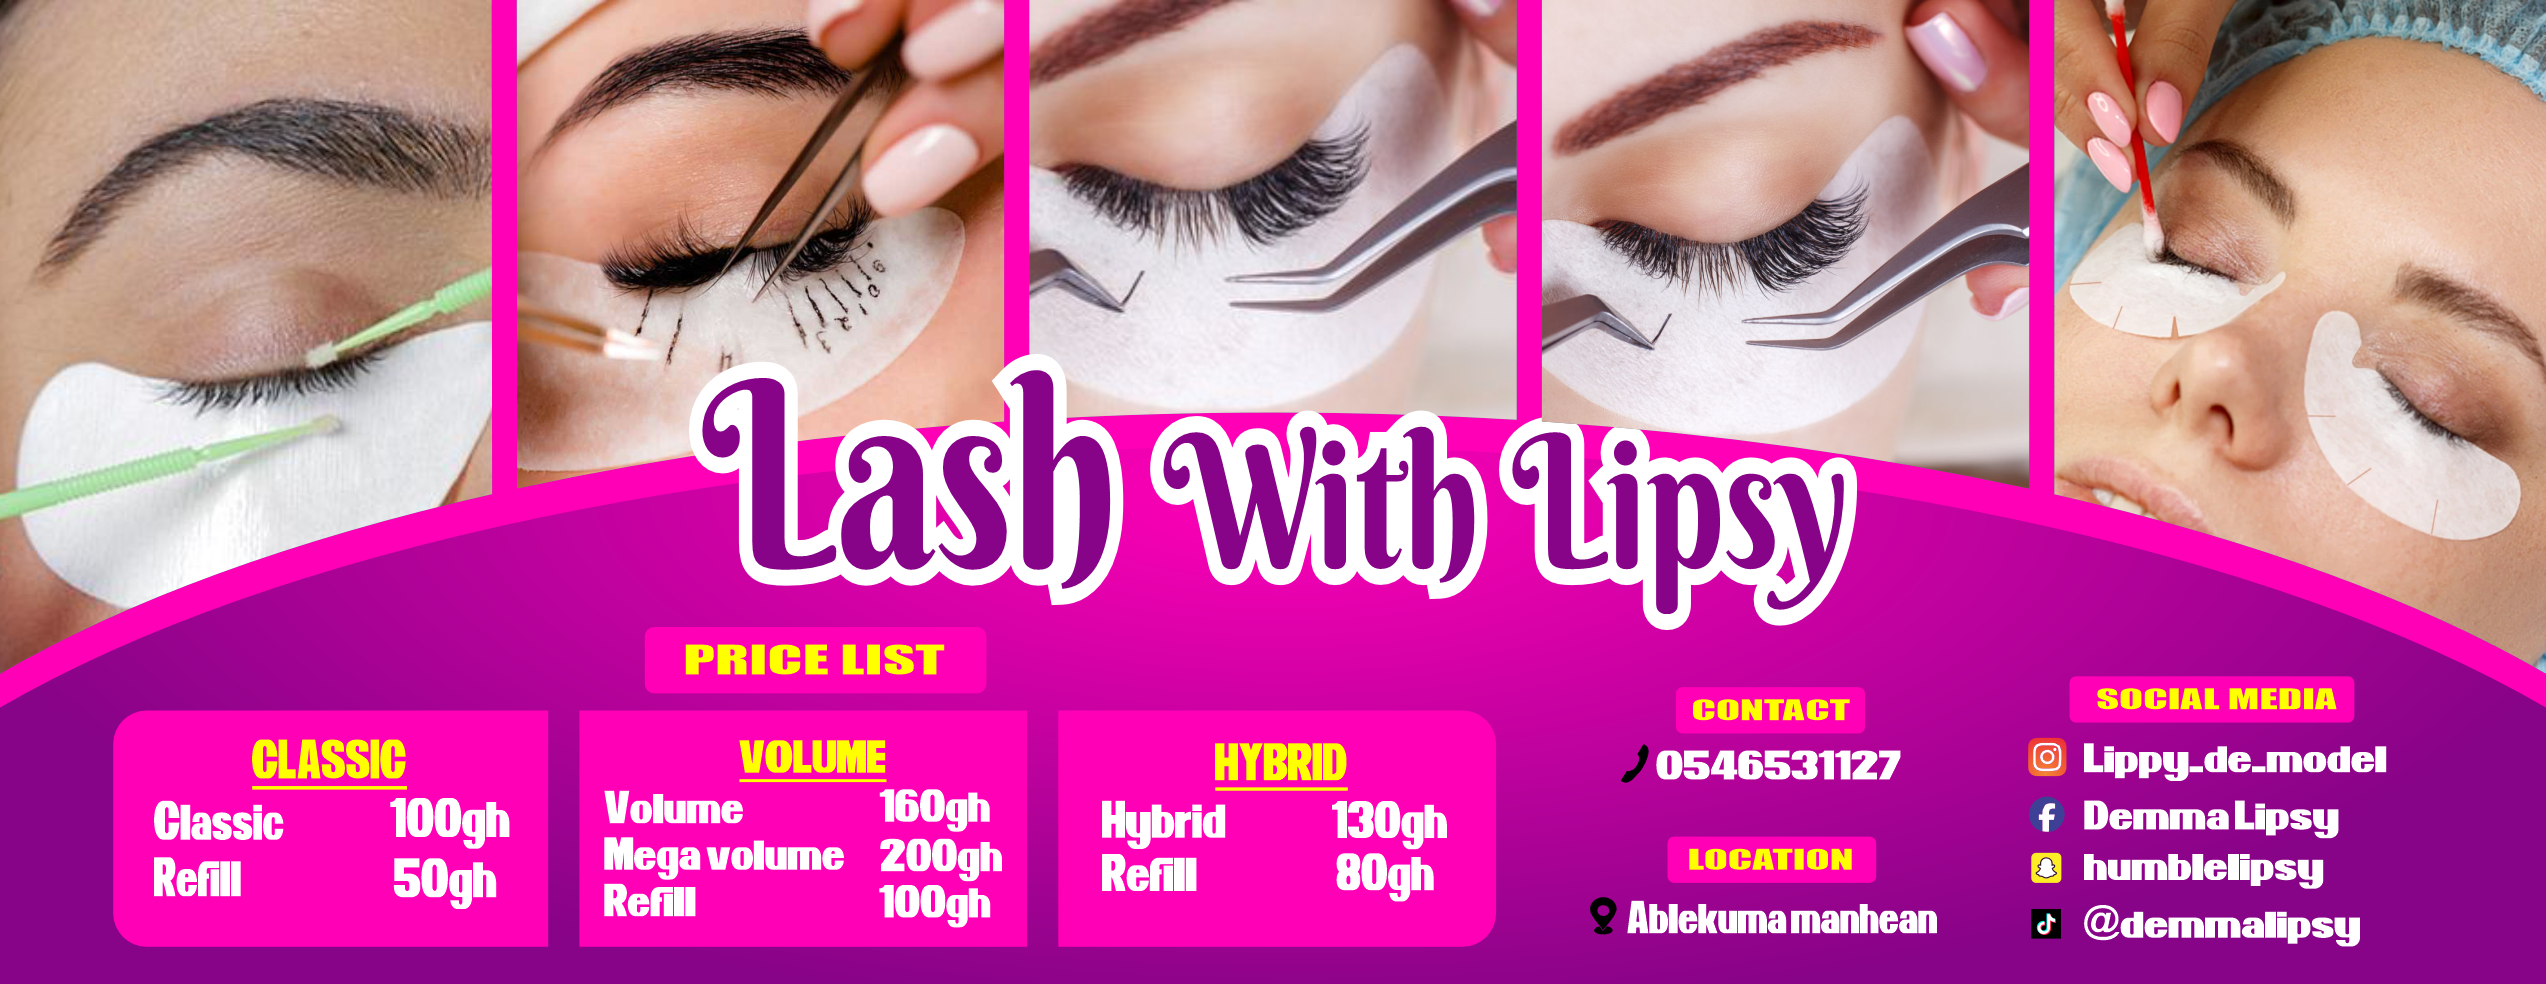 Lash With Lipsy
PRICE LIST
CLASSIC
Classic 100gh
Refill 50gh
VOLUME
Volume 160gh
Mega volume 200gh
Refill 100gh
HYBRID
Hybrid 130gh
Refill 80gh
CONTACT
0546531127
LOCATION
Ablekuma manhean
SOCIAL MEDIA
Lippy_de_model
Demma Lipsy
humblelipsy
@demmalipsy